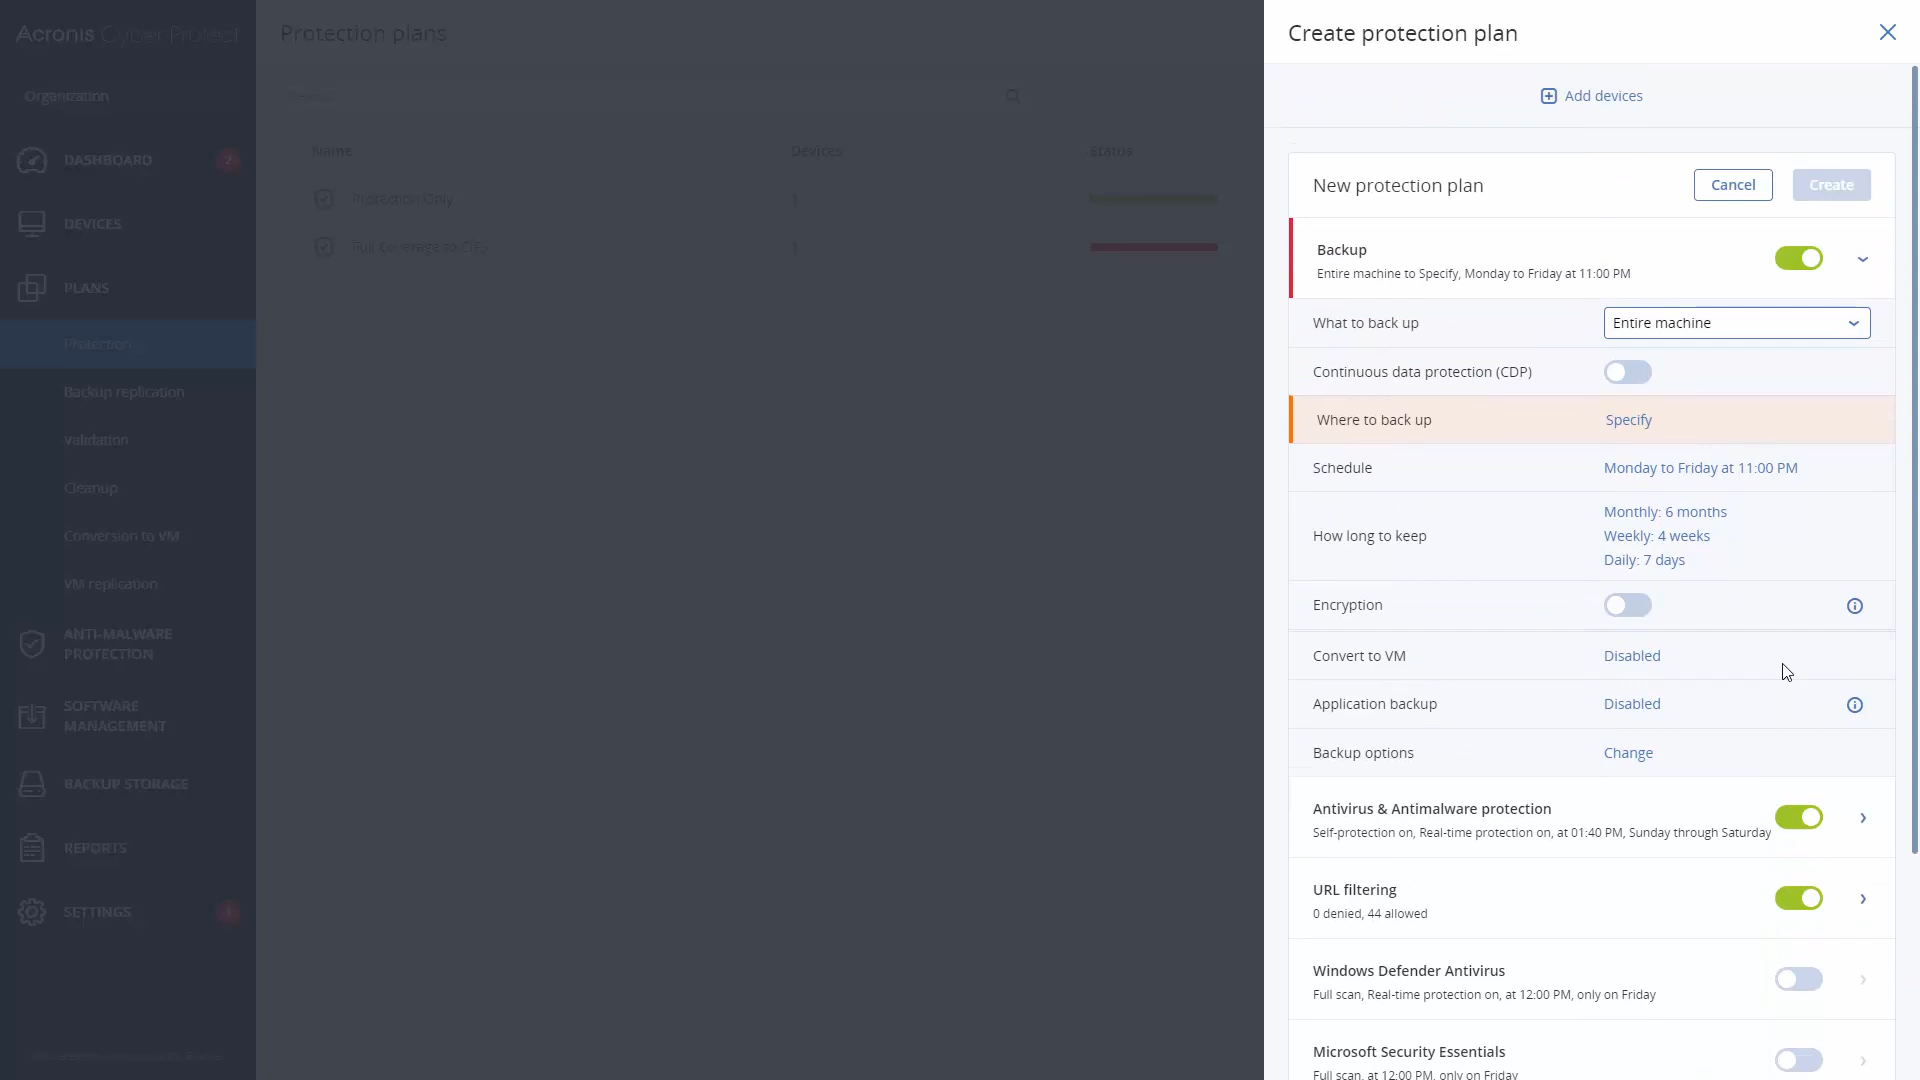 Acronis Cyber Protect
Organization
DASHBOARD
2
DEVICES
PLANS
Protection
Backup replication
Validation
Cleanup
Conversion to VM
VM replication
ANTI-MALWARE
PROTECTION
SOFTWARE
MANAGEMENT
BACKUP STORAGE
REPORTS
SETTINGS
1
Protection plans
Search
Name
Devices
Status
Protection Only
1
Full coverage to
1
Create protection plan
Add devices
New protection plan
Cancel
Create
Backup
Entire machine to Specify, Monday to Friday at 11:00 PM
What to back up
Entire machine
Continuous data protection (CDP)
Where to back up
Specify
Schedule
Monday to Friday at 11:00 PM
How long to keep
Monthly: 6 months
Weekly: 4 weeks
Daily: 7 days
Encryption
Convert to VM
Disabled
Application backup
Disabled
Backup options
Change
Antivirus & Antimalware protection
Self-protection on, Real-time protection on, at 01:40 PM, Sunday through Saturday
URL filtering
0 denied, 44 allowed
Windows Defender Antivirus
Full scan, Real-time protection on, at 12:00 PM, only on Friday
Microsoft Security Essentials
Full scan, at 12:00 PM, only on Friday